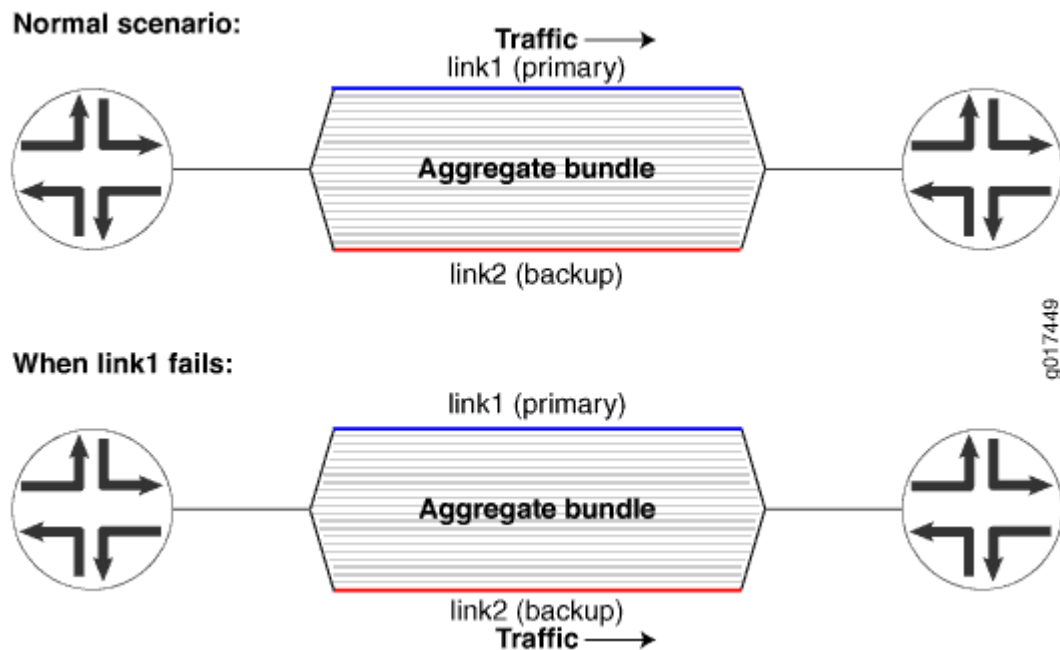 Normal scenario:
Traffic
link1 (primary)
Aggregate bundle
link2 (backup)
g017449
When link1 fails:
link1 (primary)
Aggregate bundle
link2 (backup)
Traffic